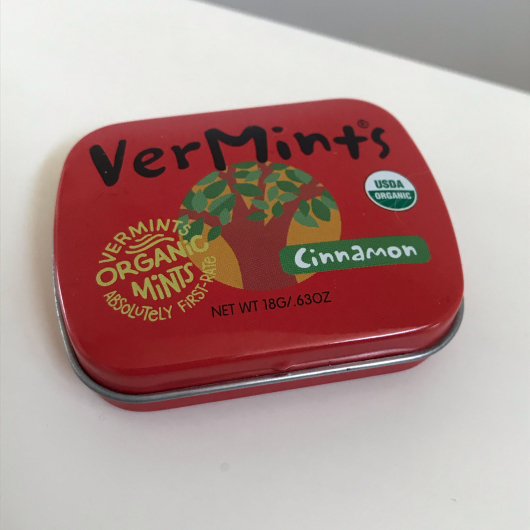 VerMints®
USDA
ORGANIC
VERMINTS
ORGANIC
MiNTS
ABSOLUTELY FiRST-RATE
Cinnamon
NET WT 18G/.63OZ